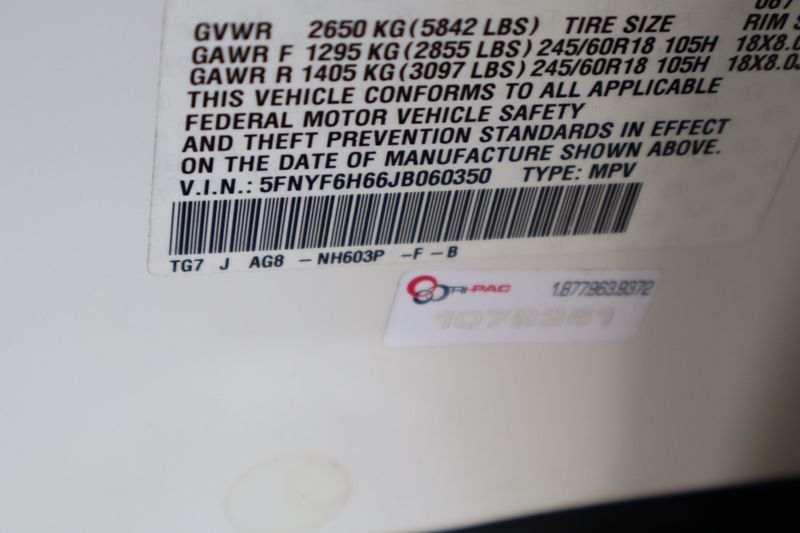 GVWR 2650 KG (5842 LBS) TIRE SIZE RIM S
GAWR F 1295 KG (2855 LBS) 245/60R18 105H 18X8.0
GAWR R 1405 KG (3097 LBS) 245/60R18 105H 18X8.0J
THIS VEHICLE CONFORMS TO ALL APPLICABLE
FEDERAL MOTOR VEHICLE SAFETY
AND THEFT PREVENTION STANDARDS IN EFFECT
ON THE DATE OF MANUFACTURE SHOWN ABOVE.
V.I.N.: 5FNYF6H66JB060350 TYPE: MPV
TG7 J AG8 -NH603P -F-B
TRI-PAC 1.877.963.9372